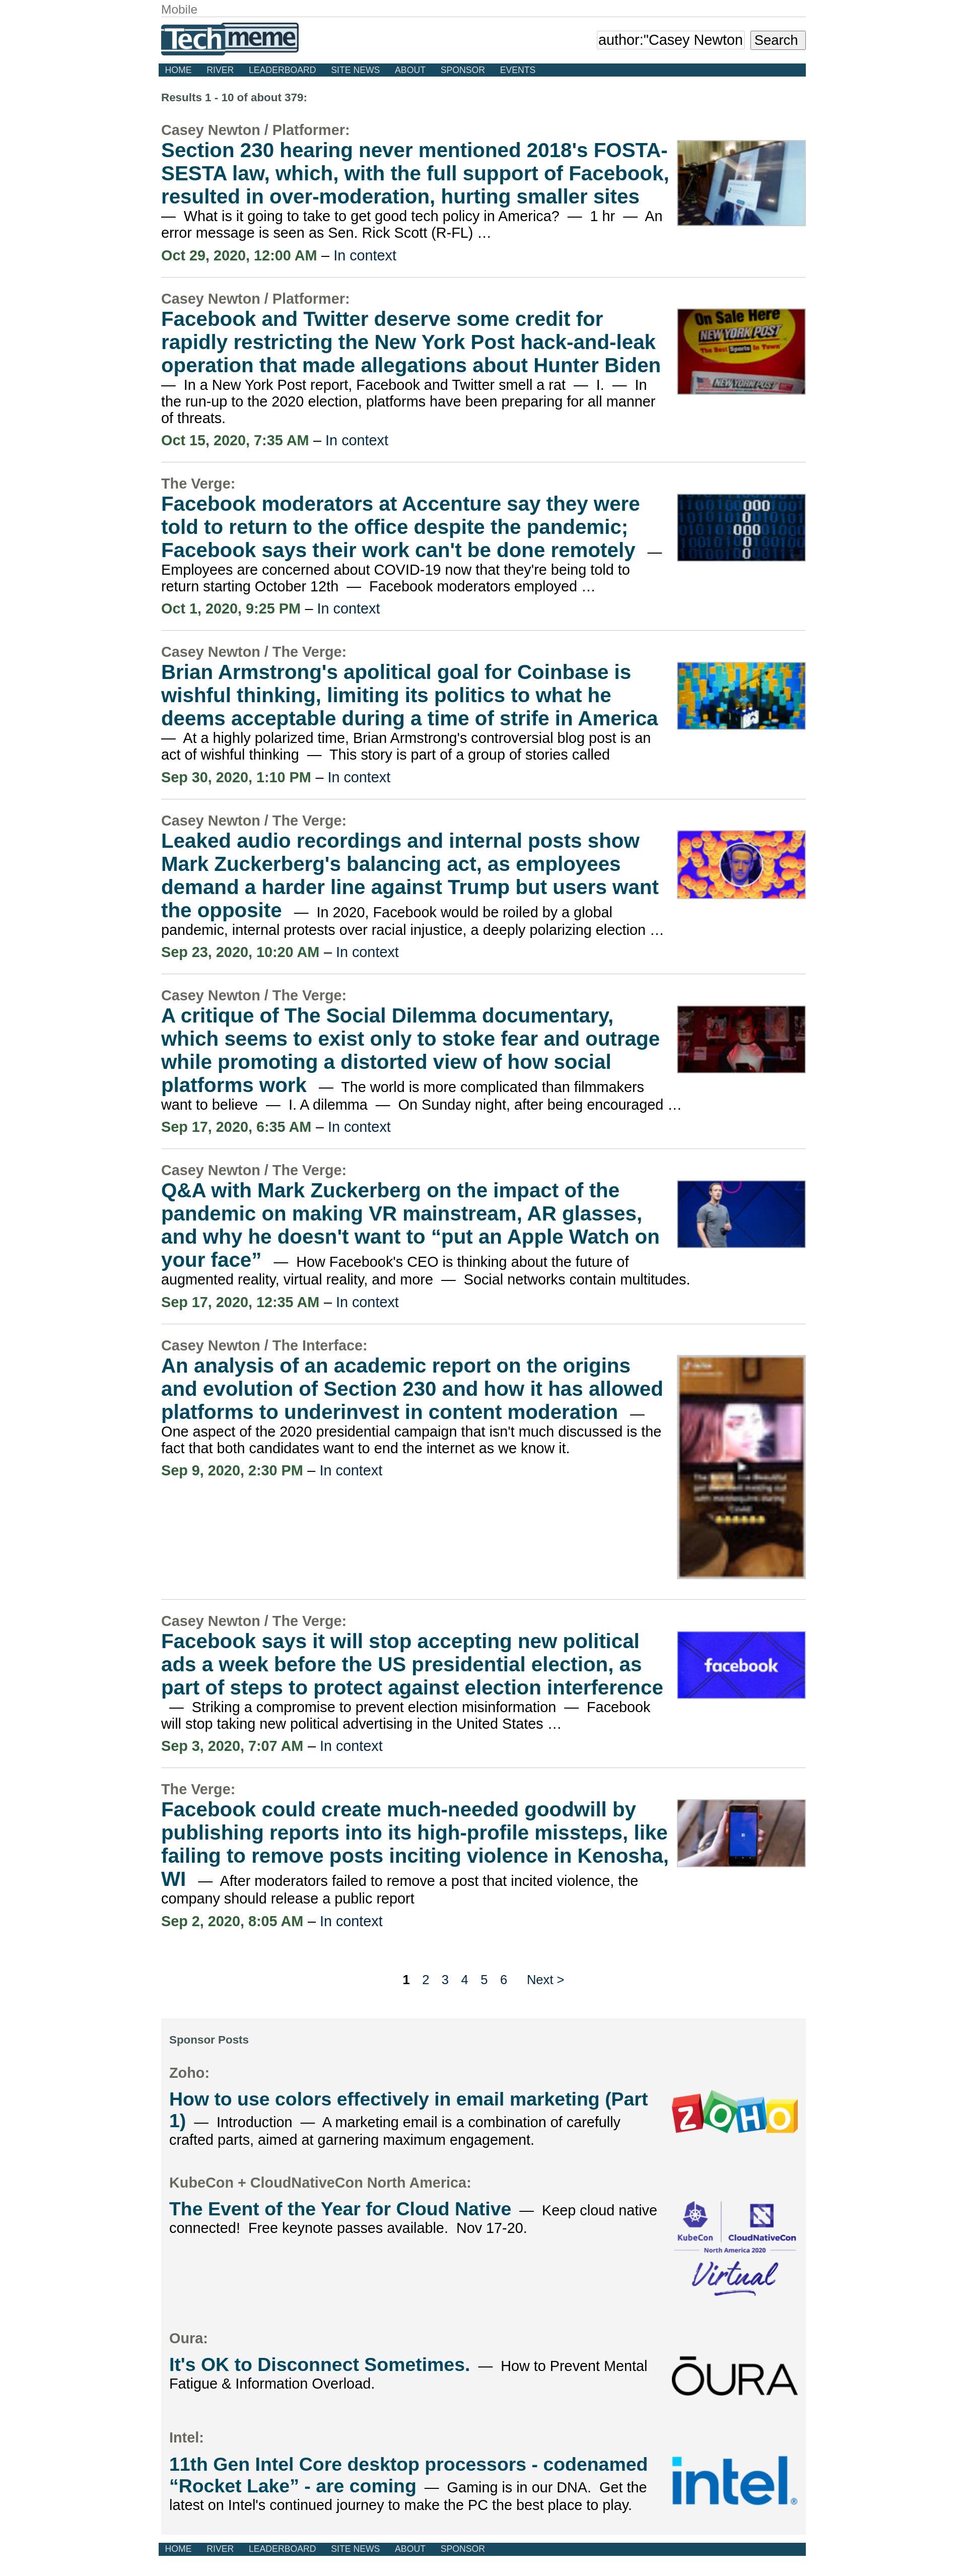 Mobile
Techmeme
author:"Casey Newton
Search
HOME RIVER LEADERBOARD SITE NEWS ABOUT SPONSOR EVENTS
Results 1 - 10 of about 379:
Casey Newton / Platformer:
Section 230 hearing never mentioned 2018's FOSTA-
SESTA law, which, with the full support of Facebook,
resulted in over-moderation, hurting smaller sites
— What is it going to take to get good tech policy in America? — 1 hr — An
error message is seen as Sen. Rick Scott (R-FL) …
Oct 29, 2020, 12:00 AM – In context
Casey Newton / Platformer:
Facebook and Twitter deserve some credit for
rapidly restricting the New York Post hack-and-leak
operation that made allegations about Hunter Biden
— In a New York Post report, Facebook and Twitter smell a rat — I. — In
the run-up to the 2020 election, platforms have been preparing for all manner
of threats.
Oct 15, 2020, 7:35 AM – In context
On Sale Here
NEW YORK POST
The Best Sports in Town
NEW YORK POST
The Verge:
Facebook moderators at Accenture say they were
told to return to the office despite the pandemic;
Facebook says their work can't be done remotely —
Employees are concerned about COVID-19 now that they're being told to
return starting October 12th — Facebook moderators employed …
Oct 1, 2020, 9:25 PM – In context
Casey Newton / The Verge:
Brian Armstrong's apolitical goal for Coinbase is
wishful thinking, limiting its politics to what he
deems acceptable during a time of strife in America
— At a highly polarized time, Brian Armstrong's controversial blog post is an
act of wishful thinking — This story is part of a group of stories called
Sep 30, 2020, 1:10 PM – In context
Casey Newton / The Verge:
Leaked audio recordings and internal posts show
Mark Zuckerberg's balancing act, as employees
demand a harder line against Trump but users want
the opposite — In 2020, Facebook would be roiled by a global
pandemic, internal protests over racial injustice, a deeply polarizing election …
Sep 23, 2020, 10:20 AM – In context
Casey Newton / The Verge:
A critique of The Social Dilemma documentary,
which seems to exist only to stoke fear and outrage
while promoting a distorted view of how social
platforms work — The world is more complicated than filmmakers
want to believe — I. A dilemma — On Sunday night, after being encouraged …
Sep 17, 2020, 6:35 AM – In context
Casey Newton / The Verge:
Q&A with Mark Zuckerberg on the impact of the
pandemic on making VR mainstream, AR glasses,
and why he doesn't want to “put an Apple Watch on
your face” — How Facebook's CEO is thinking about the future of
augmented reality, virtual reality, and more — Social networks contain multitudes.
Sep 17, 2020, 12:35 AM – In context
Casey Newton / The Interface:
An analysis of an academic report on the origins
and evolution of Section 230 and how it has allowed
platforms to underinvest in content moderation —
One aspect of the 2020 presidential campaign that isn't much discussed is the
fact that both candidates want to end the internet as we know it.
Sep 9, 2020, 2:30 PM – In context
Casey Newton / The Verge:
Facebook says it will stop accepting new political
ads a week before the US presidential election, as
part of steps to protect against election interference
— Striking a compromise to prevent election misinformation — Facebook
will stop taking new political advertising in the United States …
Sep 3, 2020, 7:07 AM – In context
facebook
The Verge:
Facebook could create much-needed goodwill by
publishing reports into its high-profile missteps, like
failing to remove posts inciting violence in Kenosha,
WI — After moderators failed to remove a post that incited violence, the
company should release a public report
Sep 2, 2020, 8:05 AM – In context
1 2 3 4 5 6 Next >
Sponsor Posts
Zoho:
How to use colors effectively in email marketing (Part
1) — Introduction — A marketing email is a combination of carefully
crafted parts, aimed at garnering maximum engagement.
ZOHO
KubeCon + CloudNativeCon North America:
The Event of the Year for Cloud Native — Keep cloud native
connected! Free keynote passes available. Nov 17-20.
KubeCon CloudNativeCon
North America 2020
Virtual
Oura:
It's OK to Disconnect Sometimes. — How to Prevent Mental
Fatigue & Information Overload.
ŌURA
Intel:
11th Gen Intel Core desktop processors - codenamed
“Rocket Lake” - are coming — Gaming is in our DNA. Get the
latest on Intel's continued journey to make the PC the best place to play.
intel®
HOME RIVER LEADERBOARD SITE NEWS ABOUT SPONSOR